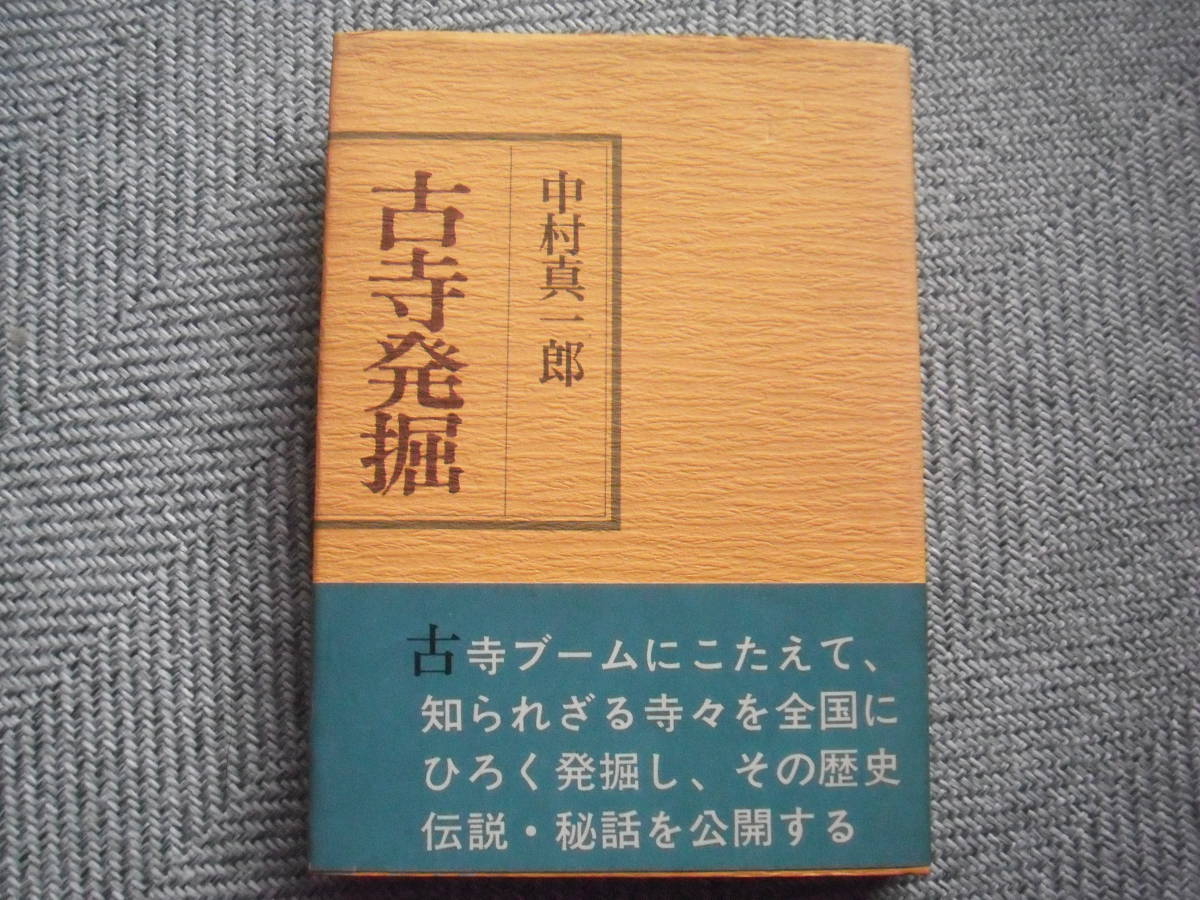 中村真一郎
古寺発掘
古寺ブームにこたえて、
知られざる寺々を全国に
ひろく発掘し、その歴史
伝説・秘話を公開する